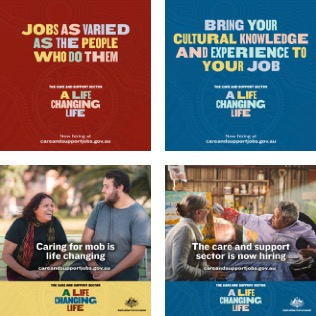 JOBS AS VARIED
AS THE PEOPLE
WHO DO THEM
THE CARE AND SUPPORT SECTOR
A LIFE
CHANGING
LIFE
Now hiring at
careandsupportjobs.gov.au
BRING YOUR
CULTURAL KNOWLEDGE
AND EXPERIENCE TO
YOUR JOB
THE CARE AND SUPPORT SECTOR
A LIFE
CHANGING
LIFE
Now hiring at
careandsupportjobs.gov.au
Caring for mob is
life changing
careandsupportjobs.gov.au
THE CARE AND SUPPORT SECTOR
A LIFE
CHANGING
LIFE
The care and support
sector is now hiring
careandsupportjobs.gov.au
THE CARE AND SUPPORT SECTOR
A LIFE
CHANGING
LIFE